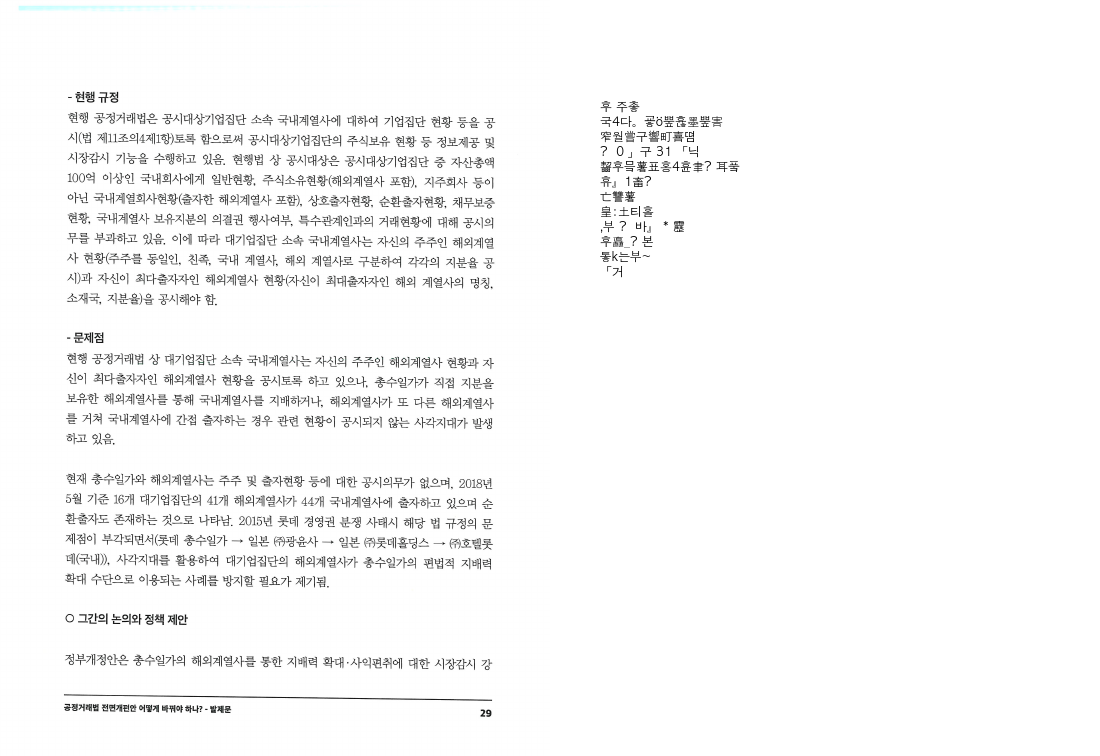 - 현행 규정
현행 공정거래법은 공시대상기업집단 소속 국내계열사에 대하여 기업집단 현황 등을 공
시(법 제11조의4제1항)토록 함으로써 공시대상기업집단의 주식보유 현황 등 정보제공 및
시장감시 기능을 수행하고 있음. 현행법 상 공시대상은 공시대상기업집단 중 자산총액
100억 이상인 국내회사에게 일반현황, 주식소유현황(해외계열사 포함), 지주회사 등이
아닌 국내계열회사현황(출자한 해외계열사 포함), 상호출자현황, 순환출자현황, 채무보증
현황, 국내계열사 보유지분의 의결권 행사여부, 특수관계인과의 거래현황에 대해 공시의
무를 부과하고 있음. 이에 따라 대기업집단 소속 국내계열사는 자신의 주주인 해외계열
사 현황(주주를 동일인, 친족, 국내 계열사, 해외 계열사로 구분하여 각각의 지분율 공
시)과 자신이 최다출자자인 해외계열사 현황(자신이 최대출자자인 해외 계열사의 명칭,
소재국, 지분율)을 공시해야 함.
- 문제점
현행 공정거래법 상 대기업집단 소속 국내계열사는 자신의 주주인 해외계열사 현황과 자
신이 최다출자자인 해외계열사 현황을 공시토록 하고 있으나, 총수일가가 직접 지분을
보유한 해외계열사를 통해 국내계열사를 지배하거나, 해외계열사가 또 다른 해외계열사
를 거쳐 국내계열사에 간접 출자하는 경우 관련 현황이 공시되지 않는 사각지대가 발생
하고 있음.
현재 총수일가와 해외계열사는 주주 및 출자현황 등에 대한 공시의무가 없으며, 2018년
5월 기준 16개 대기업집단의 41개 해외계열사가 44개 국내계열사에 출자하고 있으며 순
환출자도 존재하는 것으로 나타남. 2015년 롯데 경영권 분쟁 사태시 해당 법 규정의 문
제점이 부각되면서(롯데 총수일가 → 일본 ㈜광윤사 → 일본 ㈜롯데홀딩스 → ㈜호텔롯
데(국내)), 사각지대를 활용하여 대기업집단의 해외계열사가 총수일가의 편법적 지배력
확대 수단으로 이용되는 사례를 방지할 필요가 제기됨.
○ 그간의 논의와 정책 제안
정부개정안은 총수일가의 해외계열사를 통한 지배력 확대·사익편취에 대한 시장감시 강
공정거래법 전면개편안 어떻게 바꿔야 하나? - 발제문
29
후 주촣
? 0 」구 31 「닉
휴』1畜?
亡讐薯
皇:土티홀
,부 ? 바』 * 靈
「거